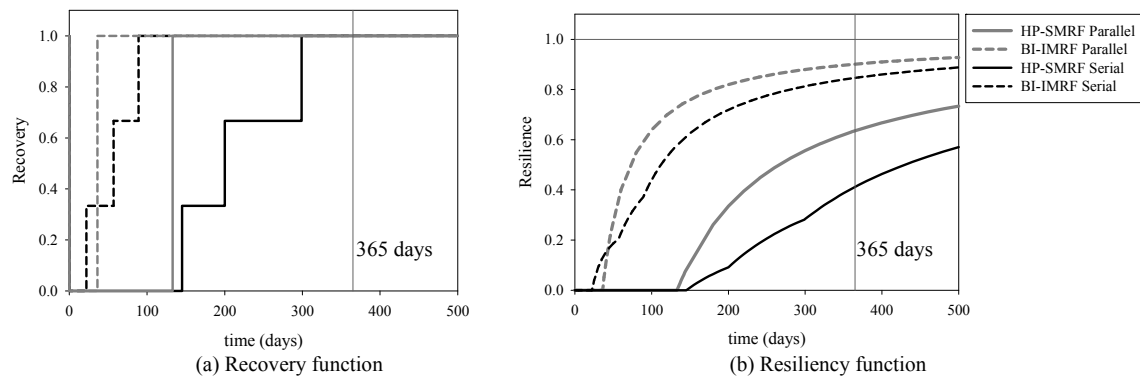 1.0
0.8
0.6
0.4
0.2
0.0
Recovery
0 100 200 300 400 500
time (days)
365 days
(a) Recovery function
1.0
0.8
0.6
0.4
0.2
0.0
Resilience
0 100 200 300 400 500
time (days)
365 days
(b) Resiliency function
HP-SMRF Parallel
BI-IMRF Parallel
HP-SMRF Serial
BI-IMRF Serial